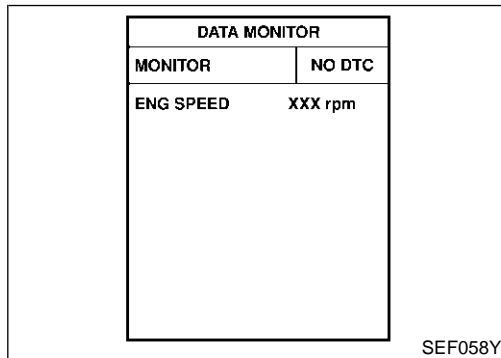 DATA MONITOR
MONITOR NO DTC
ENG SPEED XXX rpm
SEF058Y